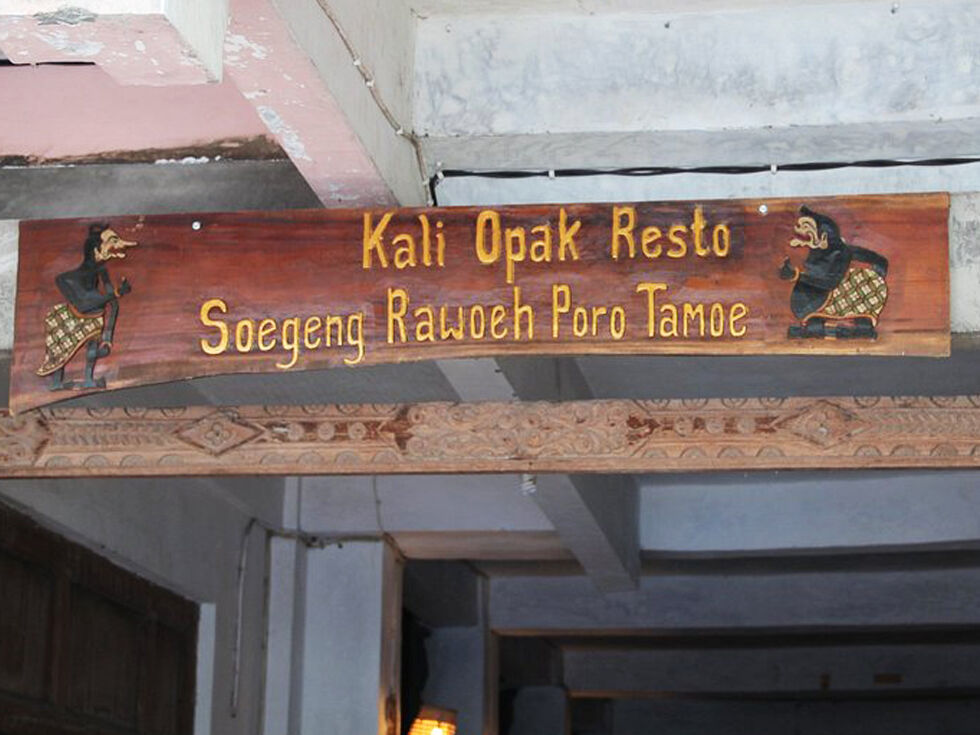 Kali Opak Resto
Soegeng Rawoeh Poro Tamoe